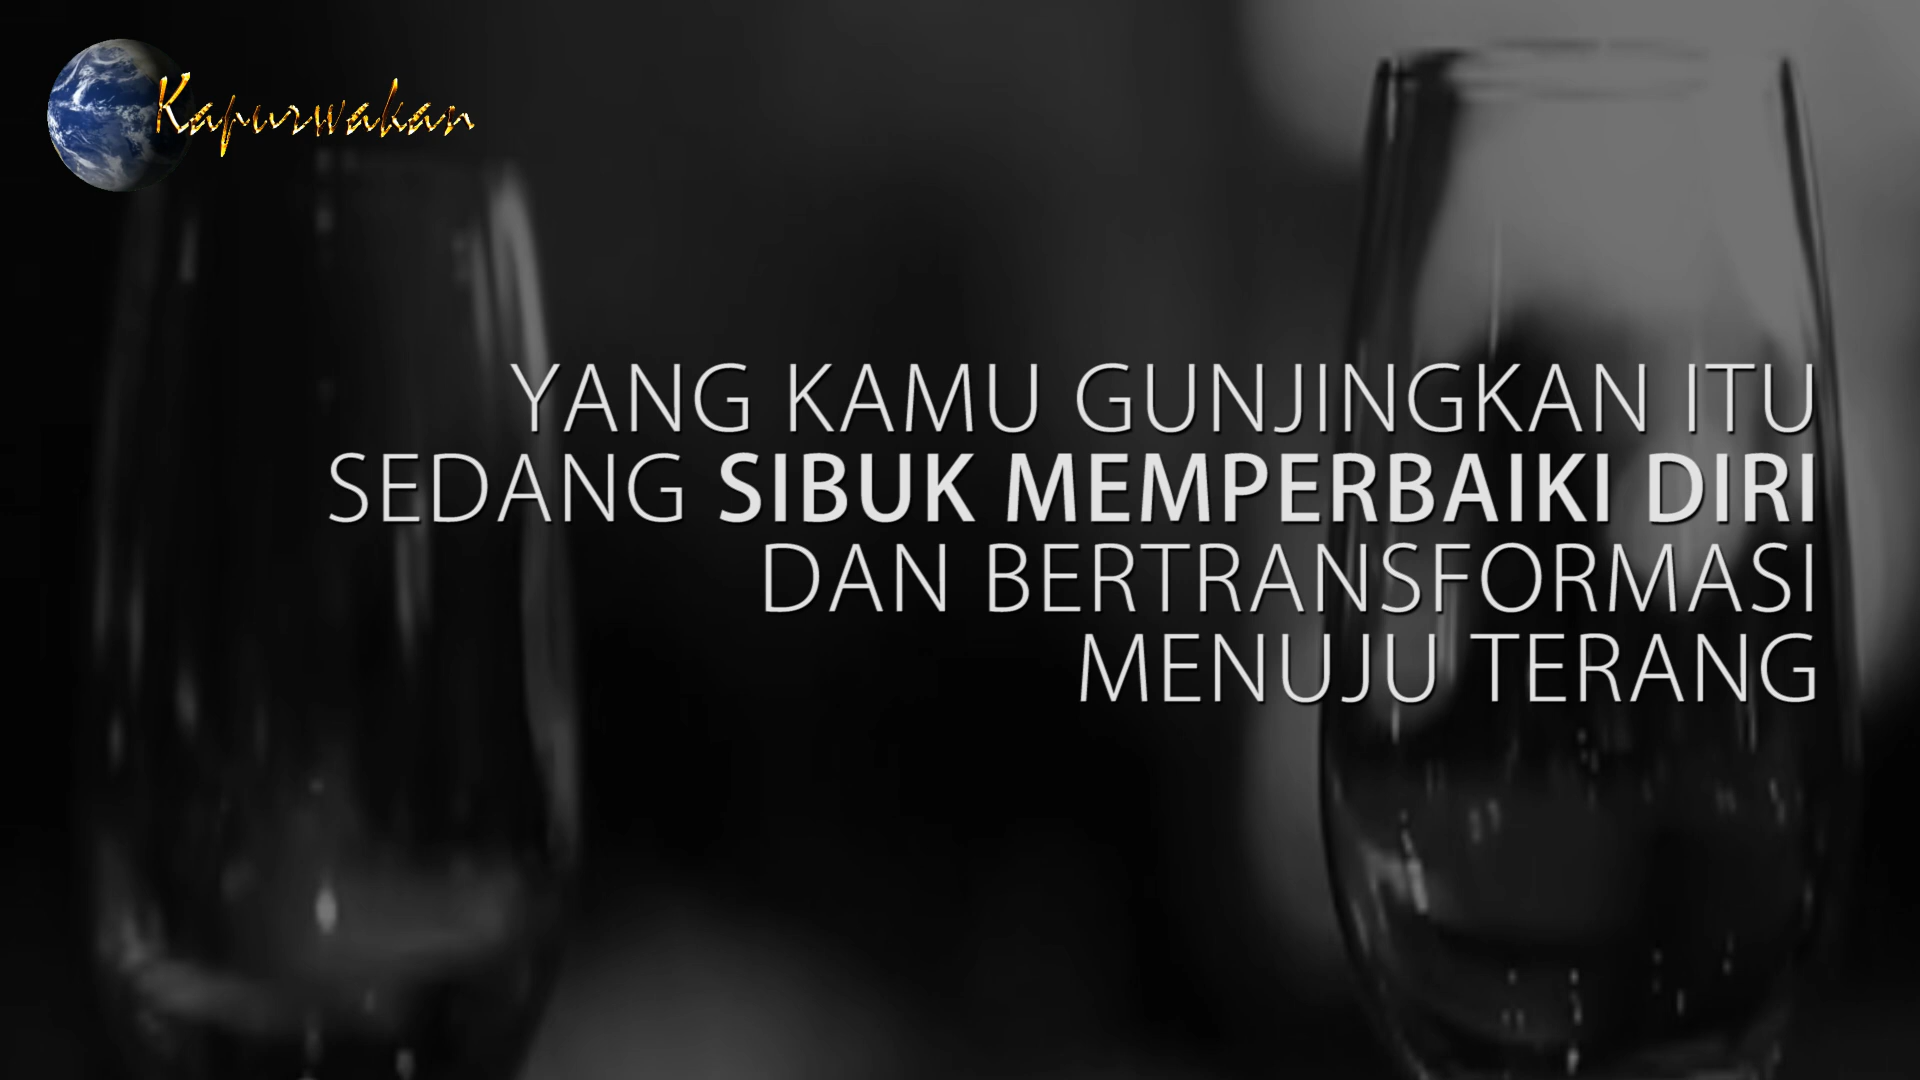 Kapurwakan
YANG KAMU GUNJINGKAN ITU
SEDANG SIBUK MEMPERBAIKI DIRI
DAN BERTRANSFORMASI
MENUJU TERANG